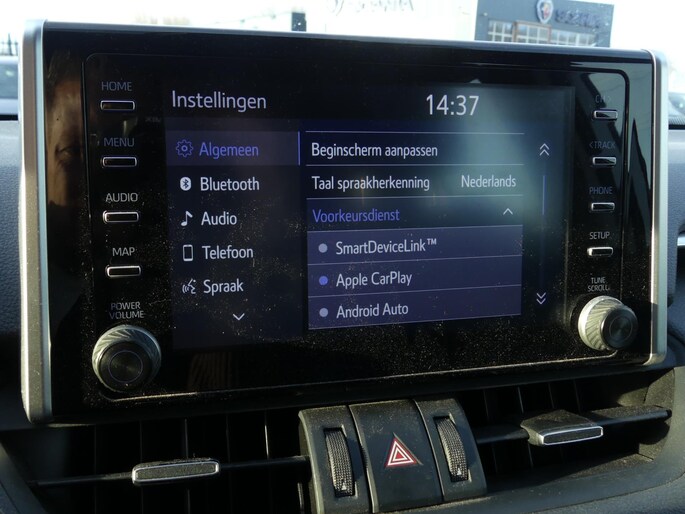 HOME
MENU
AUDIO
MAP
POWER
VOLUME
Instellingen
14:37
Algemeen
Bluetooth
Audio
Telefoon
Spraak
Beginscherm aanpassen
Taal spraakherkenning Nederlands
Voorkeursdienst
SmartDeviceLink™
Apple CarPlay
Android Auto
<TRACK
PHONE
SETUP
TUNE
SCROLL